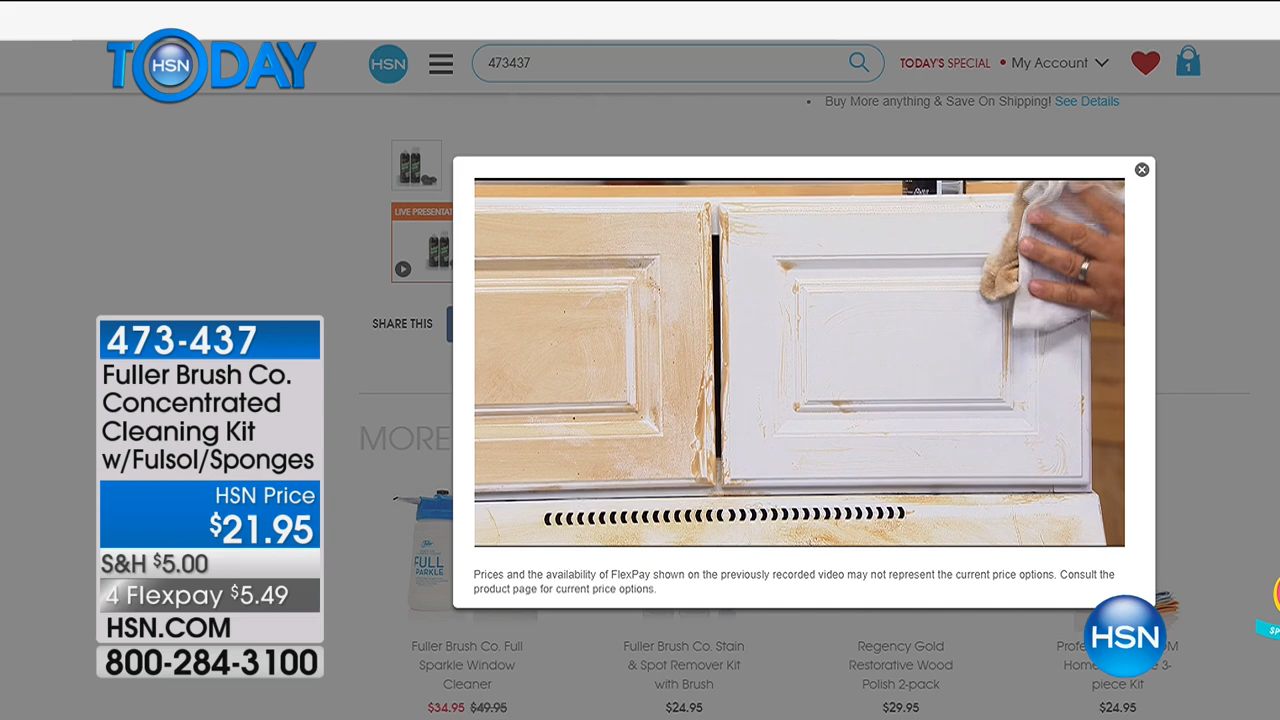 TODAY
HSN
HSN
473437
TODAY'S SPECIAL • My Account
1
• Buy More anything & Save On Shipping! See Details
LIVE PRESENTAT
SHARE THIS
473-437
Fuller Brush Co.
Concentrated
Cleaning Kit
w/Fulsol/Sponges
HSN Price
$21.95
S&H $5.00
4 Flexpay $5.49
HSN.COM
800-284-3100
MORE
FULL
Prices and the availability of FlexPay shown on the previously recorded video may not represent the current price options. Consult the
product page for current price options.
HSN
Fuller Brush Co. Full
Sparkle Window
Cleaner
$34.95 $49.95
Fuller Brush Co. Stain
& Spot Remover Kit
with Brush
$24.95
Regency Gold
Restorative Wood
Polish 2-pack
$29.95
piece Kit
$24.95